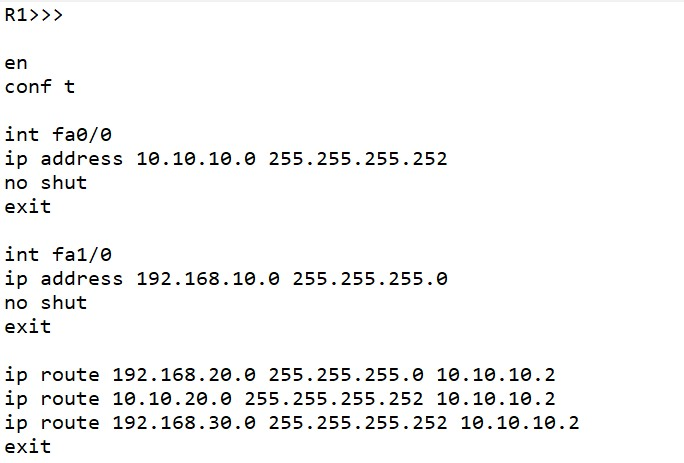 R1>>>
en
conf t
int fa0/0
ip address 10.10.10.0 255.255.255.252
no shut
exit
int fa1/0
ip address 192.168.10.0 255.255.255.0
no shut
exit
ip route 192.168.20.0 255.255.255.0 10.10.10.2
ip route 10.10.20.0 255.255.255.252 10.10.10.2
ip route 192.168.30.0 255.255.255.252 10.10.10.2
exit